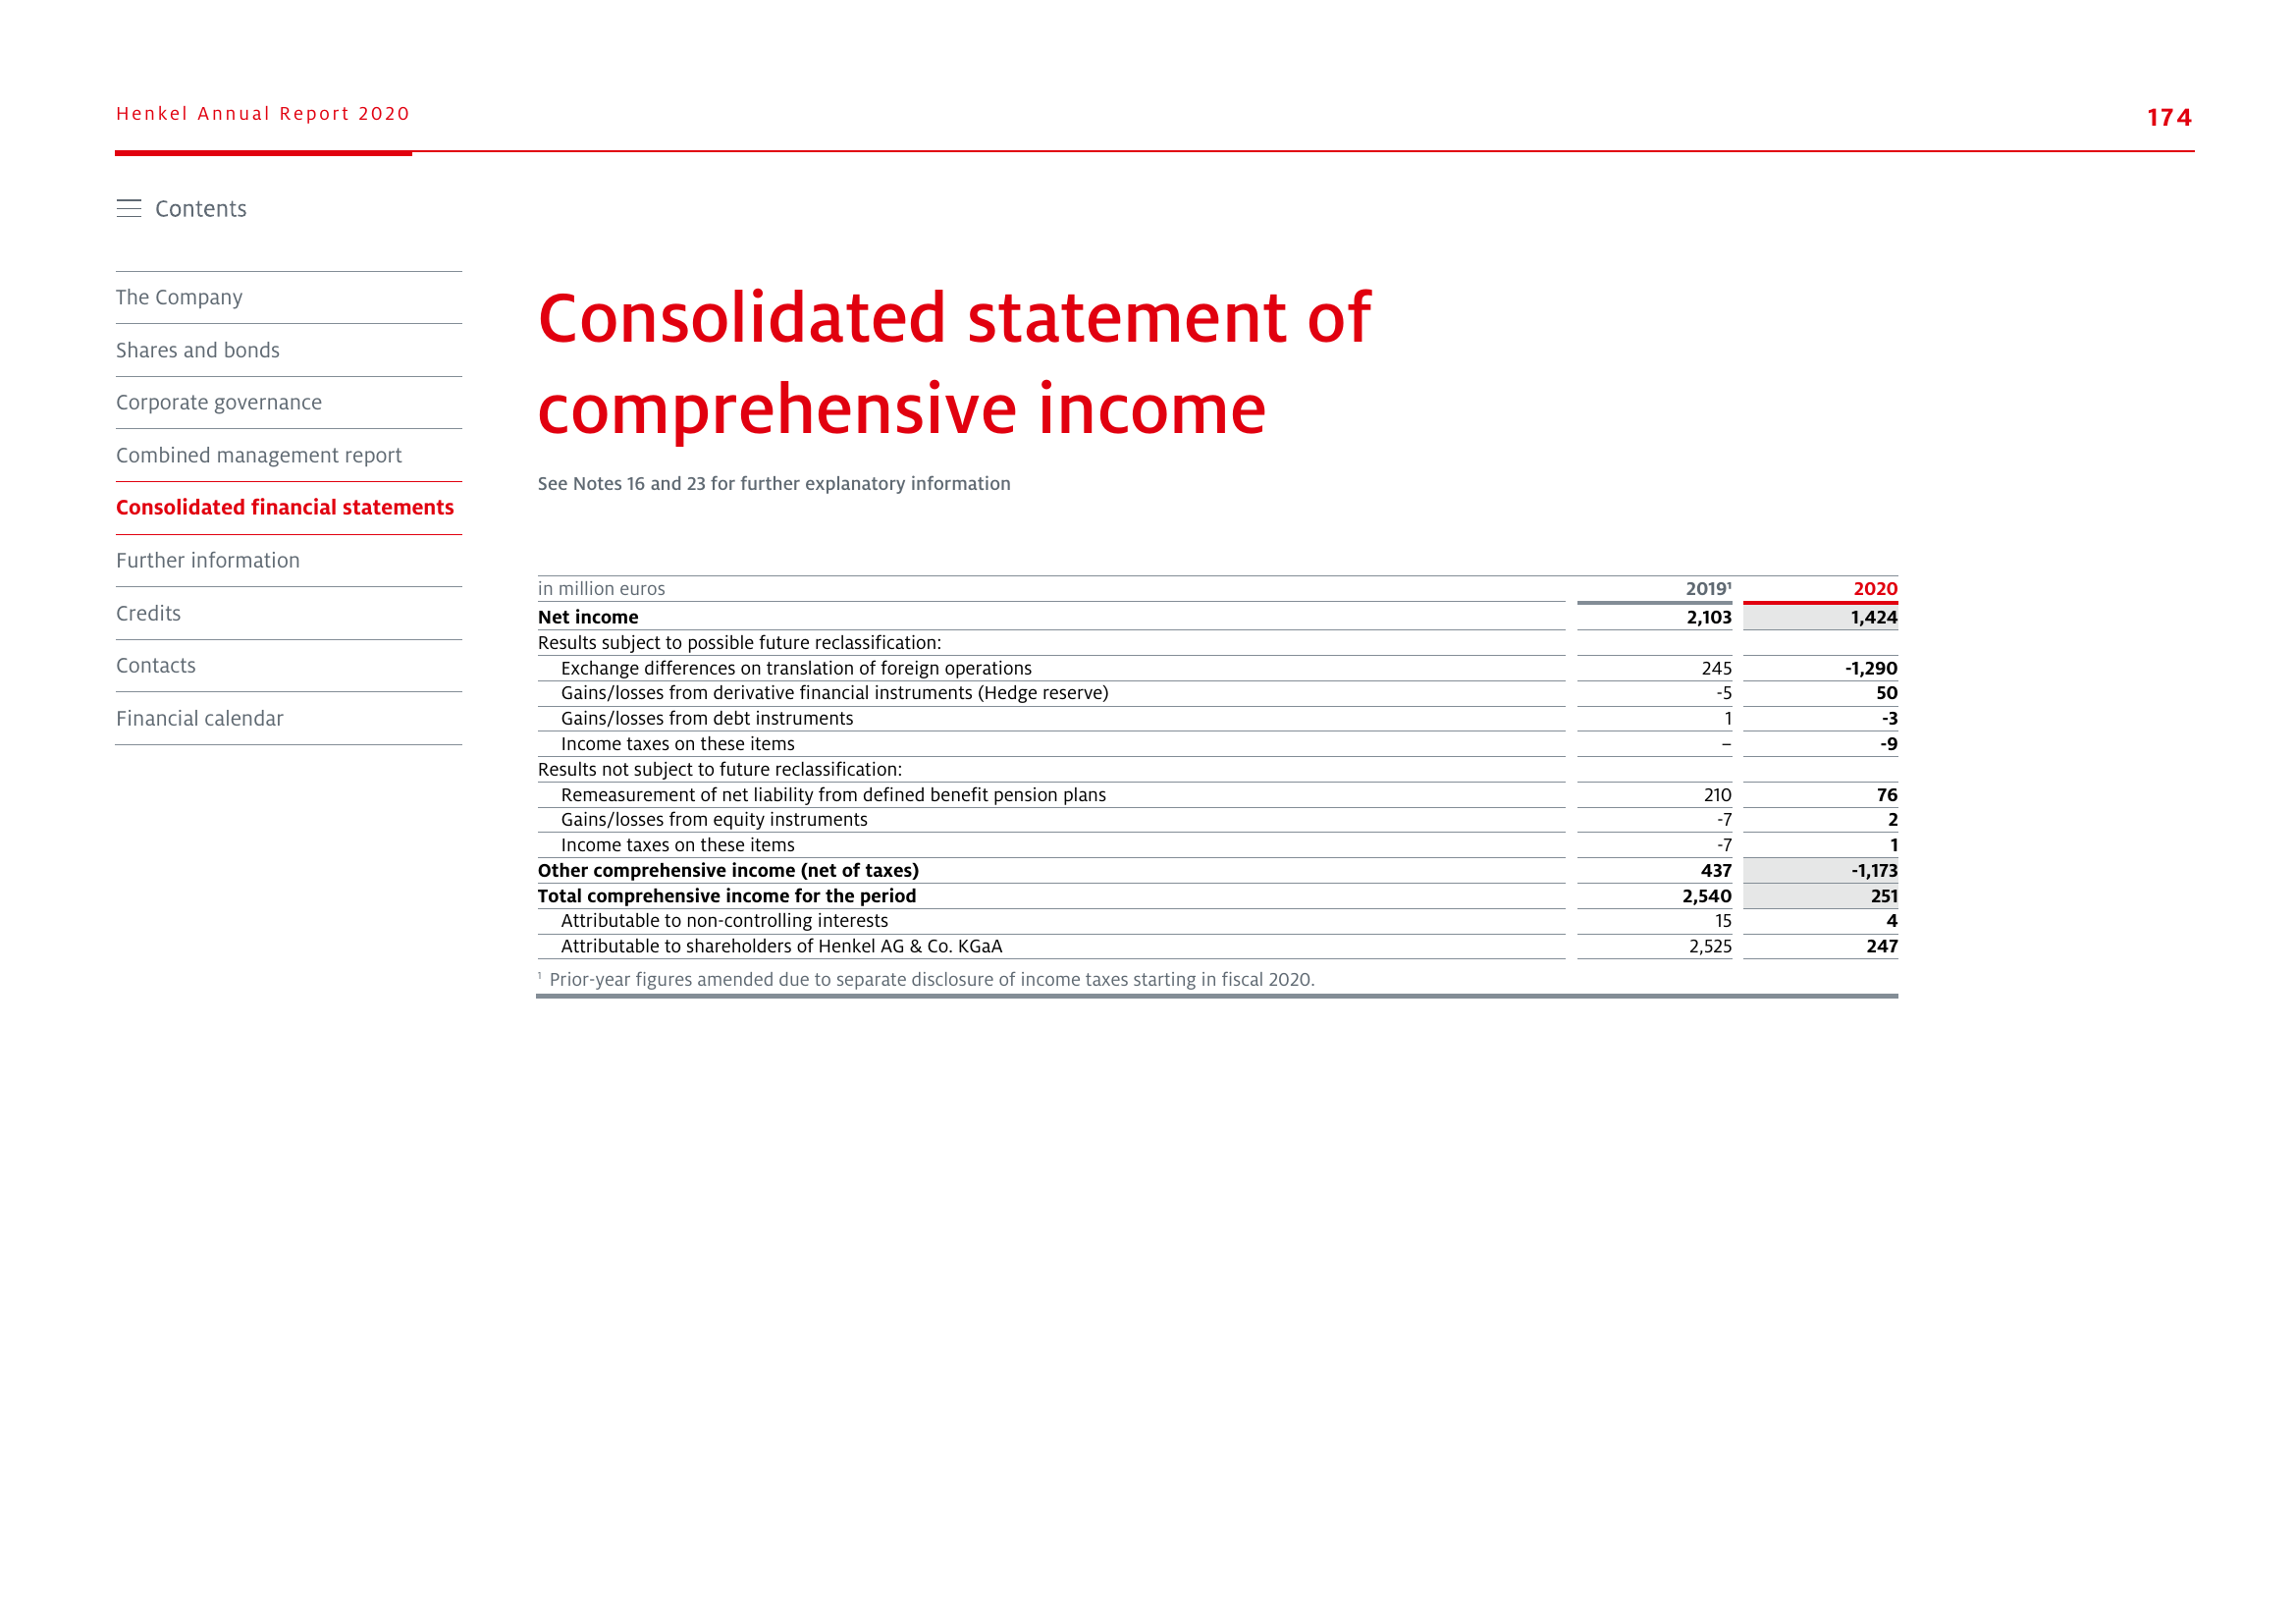 Henkel Annual Report 2020
174
Contents
The Company
Shares and bonds
Corporate governance
Combined management report
Consolidated financial statements
Further information
Credits
Contacts
Financial calendar
Consolidated statement of
comprehensive income
See Notes 16 and 23 for further explanatory information
in million euros 2019¹ 2020
Net income 2,103 1,424
Results subject to possible future reclassification:
Exchange differences on translation of foreign operations 245 -1,290
Gains/losses from derivative financial instruments (Hedge reserve) -5 50
Gains/losses from debt instruments 1 -3
Income taxes on these items – -9
Results not subject to future reclassification:
Remeasurement of net liability from defined benefit pension plans 210 76
Gains/losses from equity instruments -7 2
Income taxes on these items -7 1
Other comprehensive income (net of taxes) 437 -1,173
Total comprehensive income for the period 2,540 251
Attributable to non-controlling interests 15 4
Attributable to shareholders of Henkel AG & Co. KGaA 2,525 247
¹ Prior-year figures amended due to separate disclosure of income taxes starting in fiscal 2020.